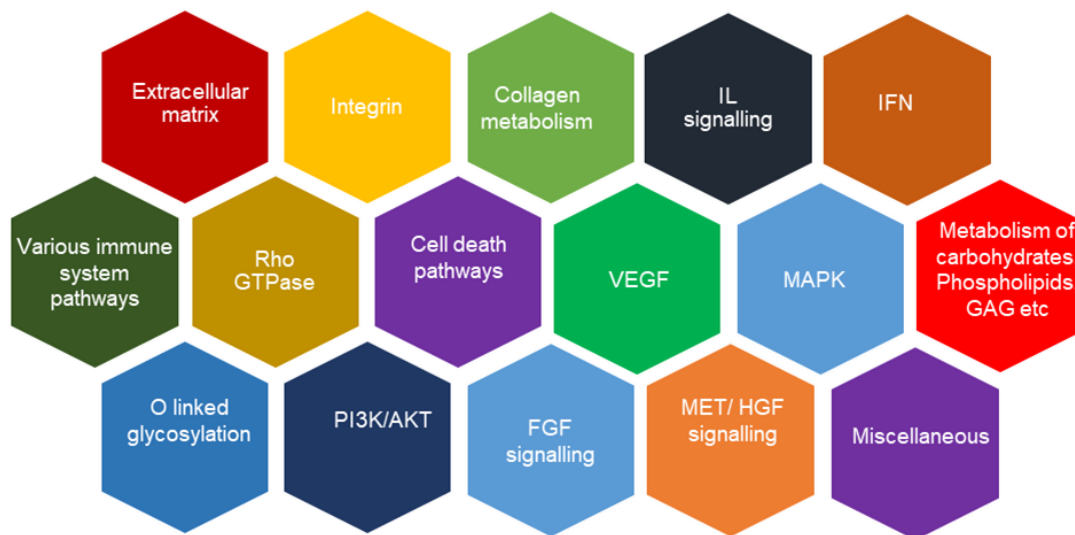 Extracellular
matrix
Integrin
Collagen
metabolism
IL
signalling
IFN
Various immune
system
pathways
Rho
GTPase
Cell death
pathways
VEGF
MAPK
Metabolism of
carbohydrates
Phospholipids
GAG etc
O linked
glycosylation
PI3K/AKT
FGF
signalling
MET/ HGF
signalling
Miscellaneous